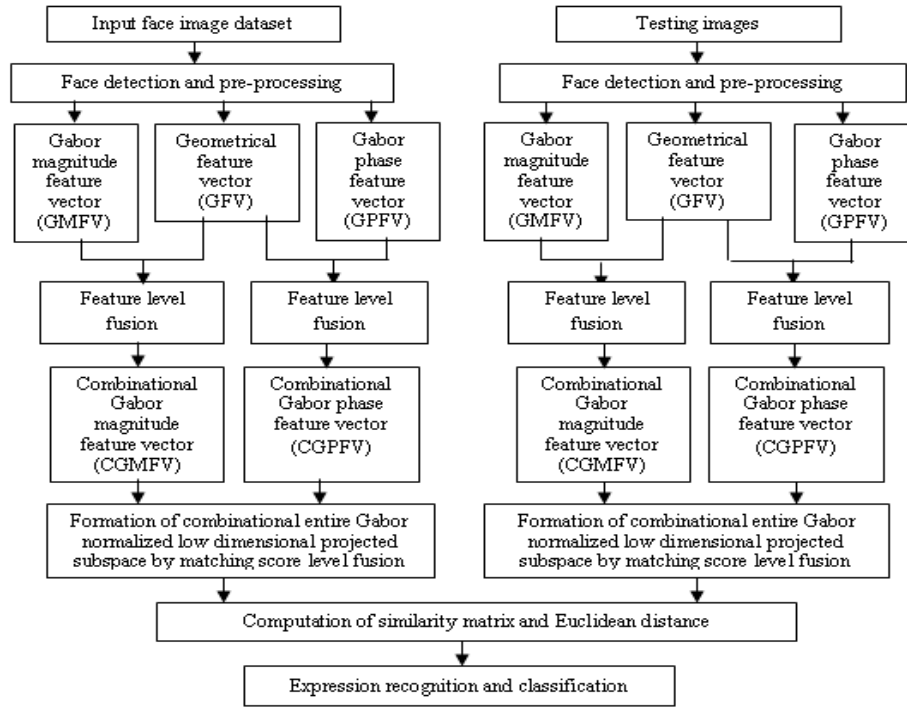 Input face image dataset
Testing images
Face detection and pre-processing
Face detection and pre-processing
Gabor
magnitude
feature
vector
(GMFV)
Geometrical
feature
vector
(GFV)
Gabor
phase
feature
vector
(GPFV)
Gabor
magnitude
feature
vector
(GMFV)
Geometrical
feature
vector
(GFV)
Gabor
phase
feature
vector
(GPFV)
Feature level
fusion
Feature level
fusion
Feature level
fusion
Feature level
fusion
Combinational
Gabor
magnitude
feature vector
(CGMFV)
Combinational
Gabor phase
feature vector
(CGPFV)
Combinational
Gabor
magnitude
feature vector
(CGMFV)
Combinational
Gabor phase
feature vector
(CGPFV)
Formation of combinational entire Gabor
normalized low dimensional projected
subspace by matching score level fusion
Formation of combinational entire Gabor
normalized low dimensional projected
subspace by matching score level fusion
Computation of similarity matrix and Euclidean distance
Expression recognition and classification